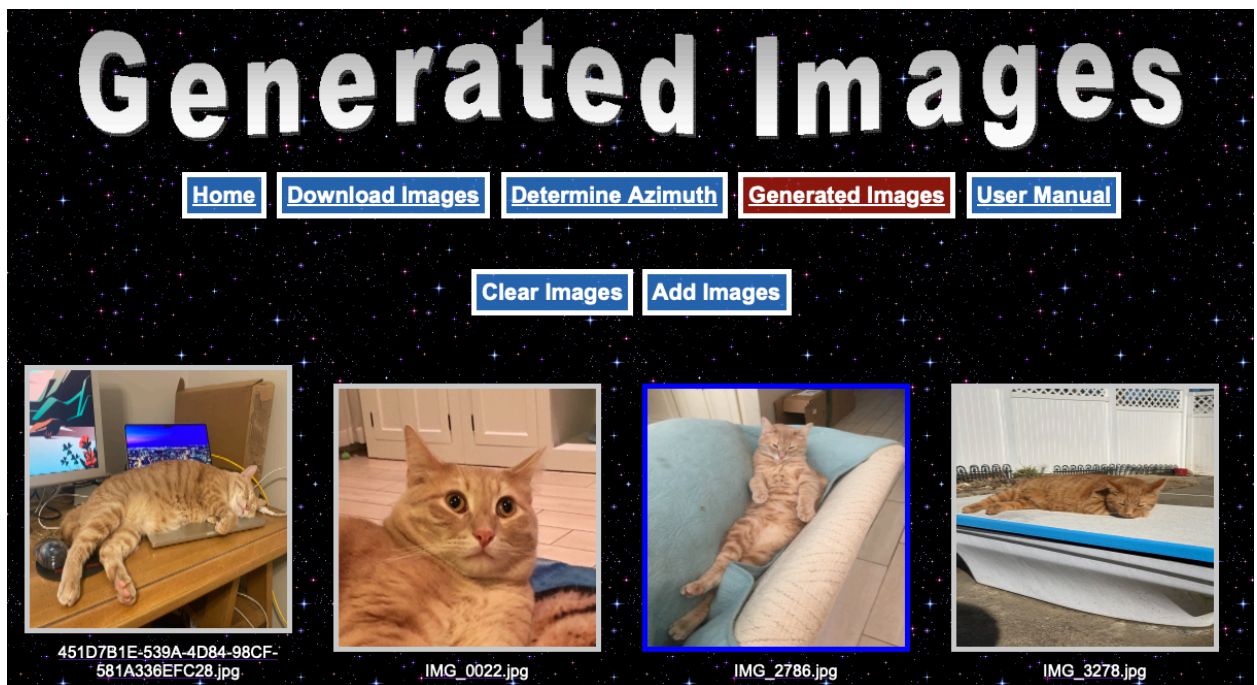 Generated Images
Home Download Images Determine Azimuth Generated Images User Manual
Clear Images Add Images
451D7B1E-539A-4D84-98CF-
581A336EFC28.jpg
IMG_0022.jpg
IMG_2786.jpg
IMG_3278.jpg